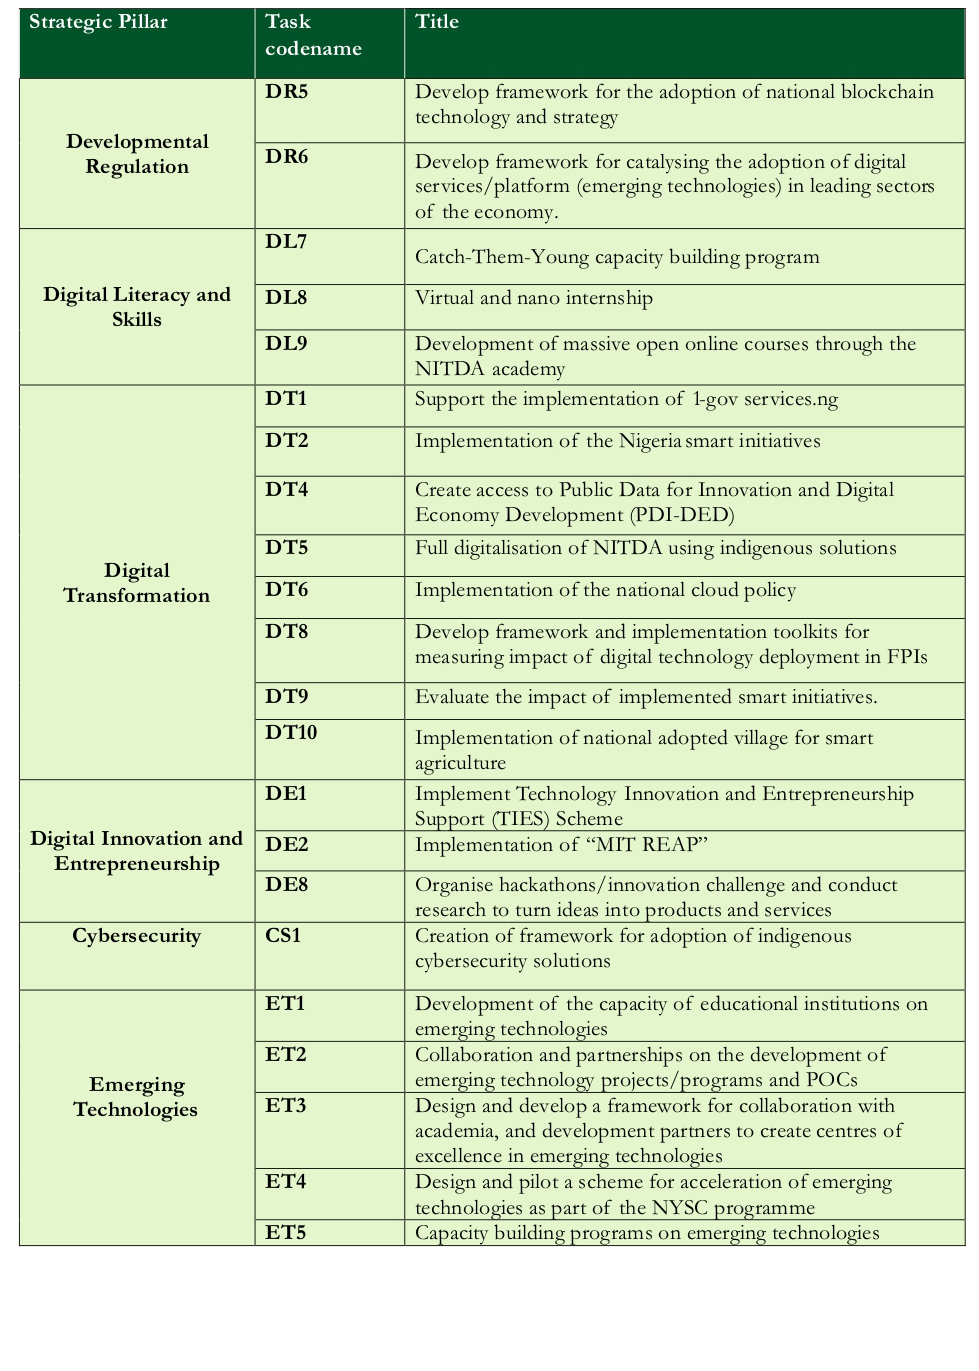 Strategic Pillar
Task
codename
Title
Developmental
Regulation
DR5
Develop framework for the adoption of national blockchain
technology and strategy
DR6
Develop framework for catalysing the adoption of digital
services/platform (emerging technologies) in leading sectors
of the economy.
Digital Literacy and
Skills
DL7
Catch-Them-Young capacity building program
DL8
Virtual and nano internship
DL9
Development of massive open online courses through the
NITDA academy
Digital
Transformation
DT1
Support the implementation of 1-gov services.ng
DT2
Implementation of the Nigeria smart initiatives
DT4
Create access to Public Data for Innovation and Digital
Economy Development (PDI-DED)
DT5
Full digitalisation of NITDA using indigenous solutions
DT6
Implementation of the national cloud policy
DT8
Develop framework and implementation toolkits for
measuring impact of digital technology deployment in FPIs
DT9
Evaluate the impact of implemented smart initiatives.
DT10
Implementation of national adopted village for smart
agriculture
Digital Innovation and
Entrepreneurship
DE1
Implement Technology Innovation and Entrepreneurship
Support (TIES) Scheme
DE2
Implementation of “MIT REAP”
DE8
Organise hackathons/innovation challenge and conduct
research to turn ideas into products and services
Cybersecurity
CS1
Creation of framework for adoption of indigenous
cybersecurity solutions
Emerging
Technologies
ET1
Development of the capacity of educational institutions on
emerging technologies
ET2
Collaboration and partnerships on the development of
emerging technology projects/programs and POCs
ET3
Design and develop a framework for collaboration with
academia, and development partners to create centres of
excellence in emerging technologies
ET4
Design and pilot a scheme for acceleration of emerging
technologies as part of the NYSC programme
ET5
Capacity building programs on emerging technologies